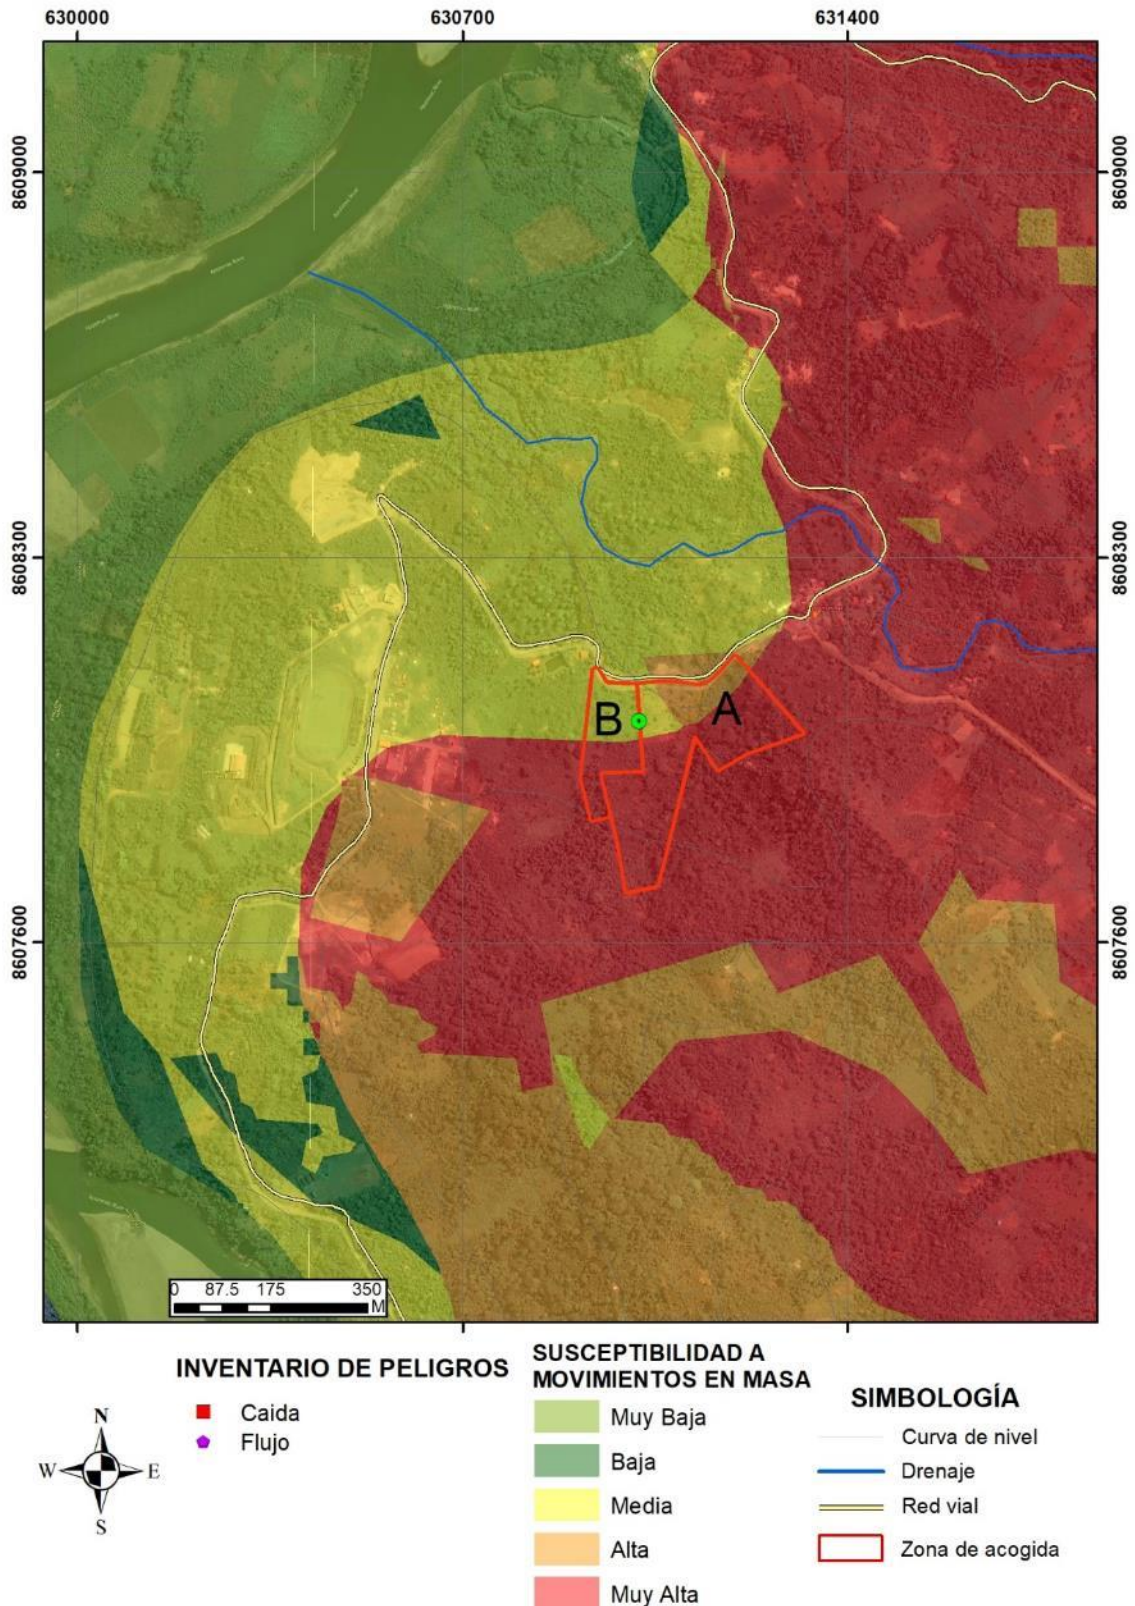 630000 630700 631400
8609000 8609000
8608300 8608300
B A
8607600 8607600
0 87.5 175 350
M
INVENTARIO DE PELIGROS
Caida
Flujo
N
W E
S
SUSCEPTIBILIDAD A
MOVIMIENTOS EN MASA
Muy Baja
Baja
Media
Alta
Muy Alta
SIMBOLOGÍA
Curva de nivel
Drenaje
Red vial
Zona de acogida